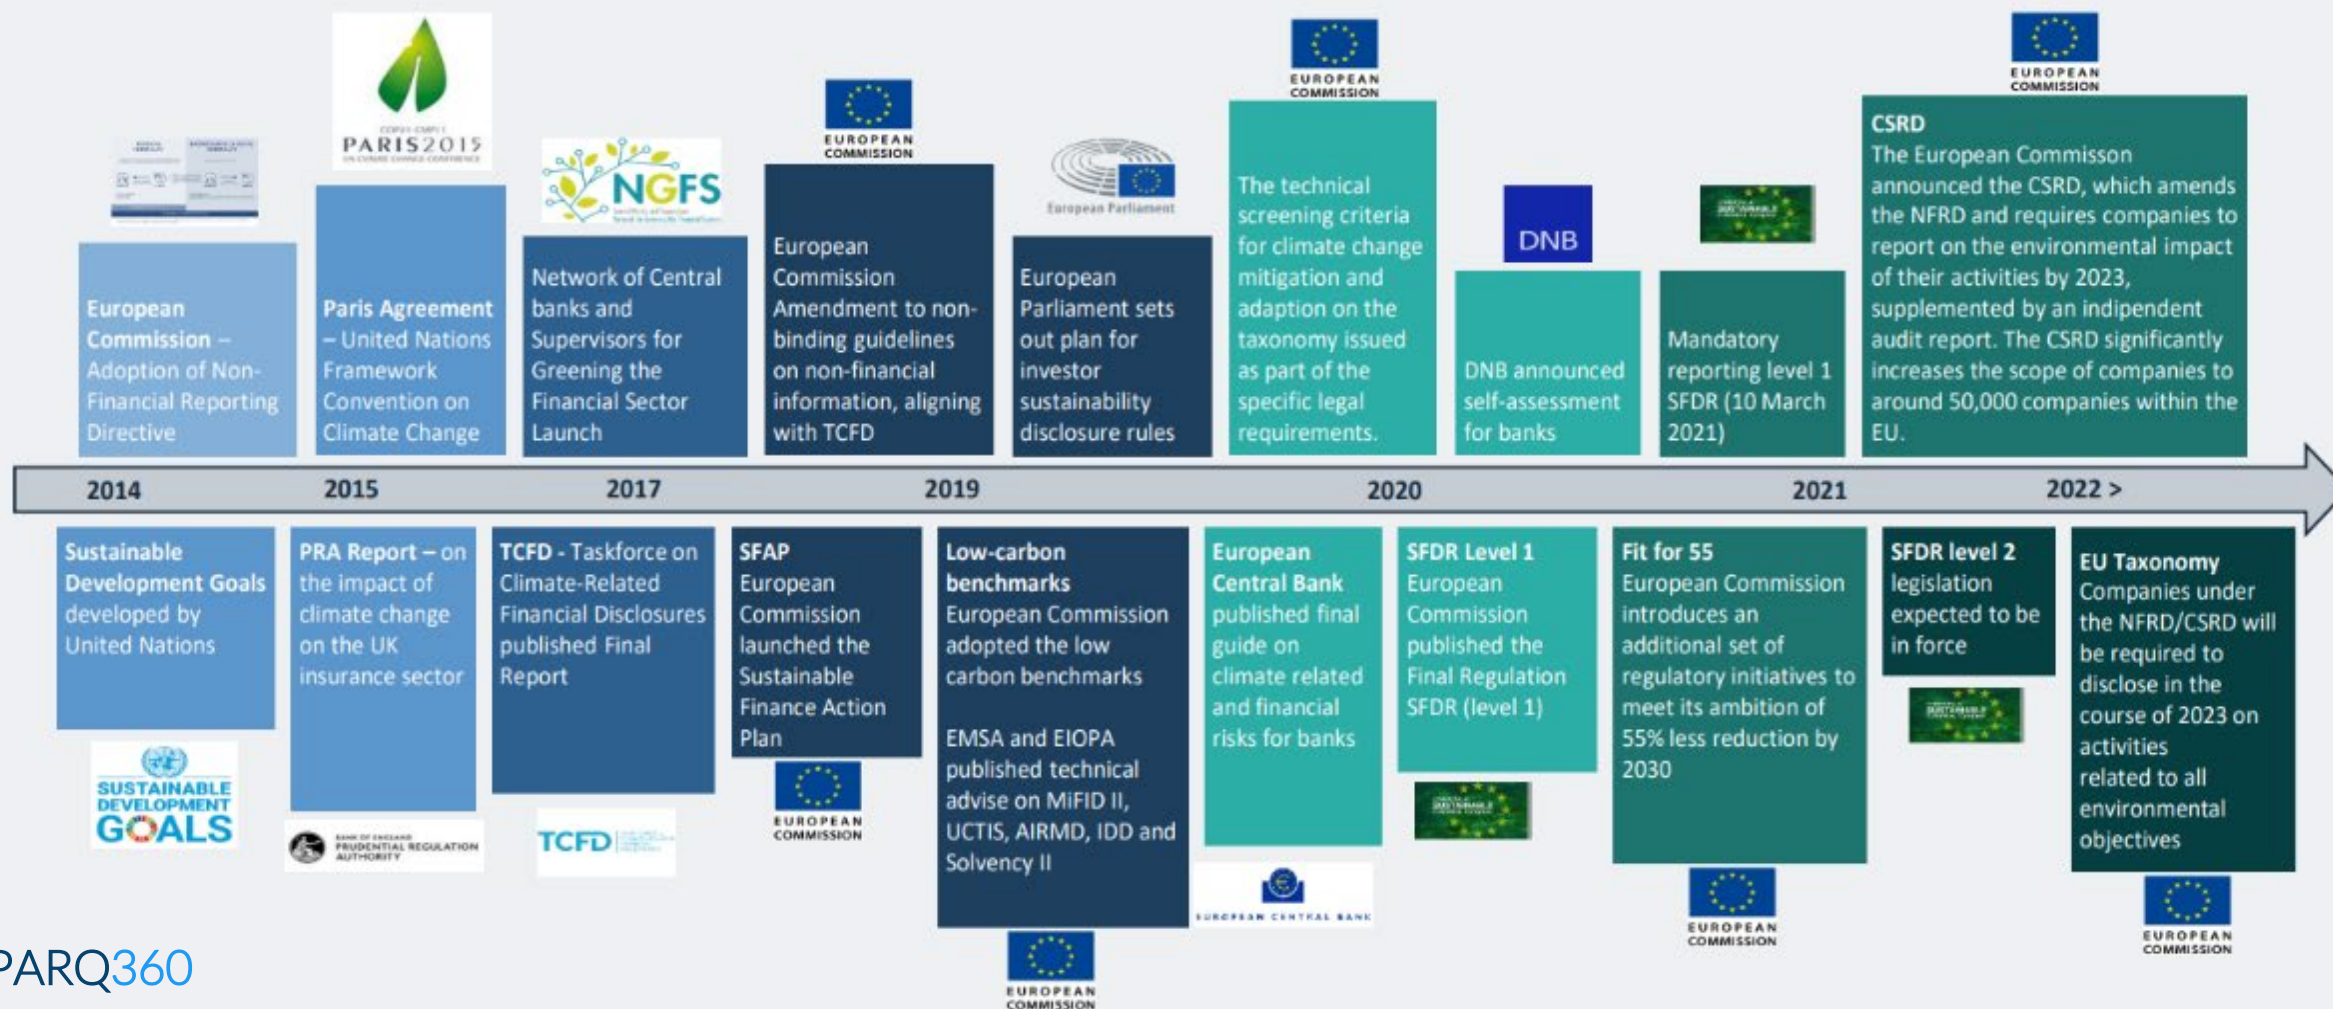 COP21·CMP11
PARIS2015
UN CLIMATE CHANGE CONFERENCE
NGFS
EUROPEAN
COMMISSION
European Parliament
EUROPEAN
COMMISSION
DNB
EUROPEAN
COMMISSION
European
Commission –
Adoption of Non-
Financial Reporting
Directive
Paris Agreement
– United Nations
Framework
Convention on
Climate Change
Network of Central
banks and
Supervisors for
Greening the
Financial Sector
Launch
European
Commission
Amendment to non-
binding guidelines
on non-financial
information, aligning
with TCFD
European
Parliament sets
out plan for
investor
sustainability
disclosure rules
The technical
screening criteria
for climate change
mitigation and
adaption on the
taxonomy issued
as part of the
specific legal
requirements.
DNB announced
self-assessment
for banks
Mandatory
reporting level 1
SFDR (10 March
2021)
CSRD
The European Commisson
announced the CSRD, which amends
the NFRD and requires companies to
report on the environmental impact
of their activities by 2023,
supplemented by an indipendent
audit report. The CSRD significantly
increases the scope of companies to
around 50,000 companies within the
EU.
2014
2015
2017
2019
2020
2021
2022 >
Sustainable
Development Goals
developed by
United Nations
SUSTAINABLE
DEVELOPMENT
GOALS
PRA Report – on
the impact of
climate change
on the UK
insurance sector
BANK OF ENGLAND
PRUDENTIAL REGULATION
AUTHORITY
TCFD - Taskforce on
Climate-Related
Financial Disclosures
published Final
Report
TCFD
SFAP
European
Commission
launched the
Sustainable
Finance Action
Plan
EUROPEAN
COMMISSION
Low-carbon
benchmarks
European Commission
adopted the low
carbon benchmarks
EMSA and EIOPA
published technical
advise on MiFID II,
UCTIS, AIRMD, IDD and
Solvency II
EUROPEAN
COMMISSION
European
Central Bank
published final
guide on
climate related
and financial
risks for banks
EUROPEAN CENTRAL BANK
SFDR Level 1
European
Commission
published the
Final Regulation
SFDR (level 1)
Fit for 55
European Commission
introduces an
additional set of
regulatory initiatives to
meet its ambition of
55% less reduction by
2030
EUROPEAN
COMMISSION
SFDR level 2
legislation
expected to be
in force
EU Taxonomy
Companies under
the NFRD/CSRD will
be required to
disclose in the
course of 2023 on
activities
related to all
environmental
objectives
EUROPEAN
COMMISSION
PARQ360